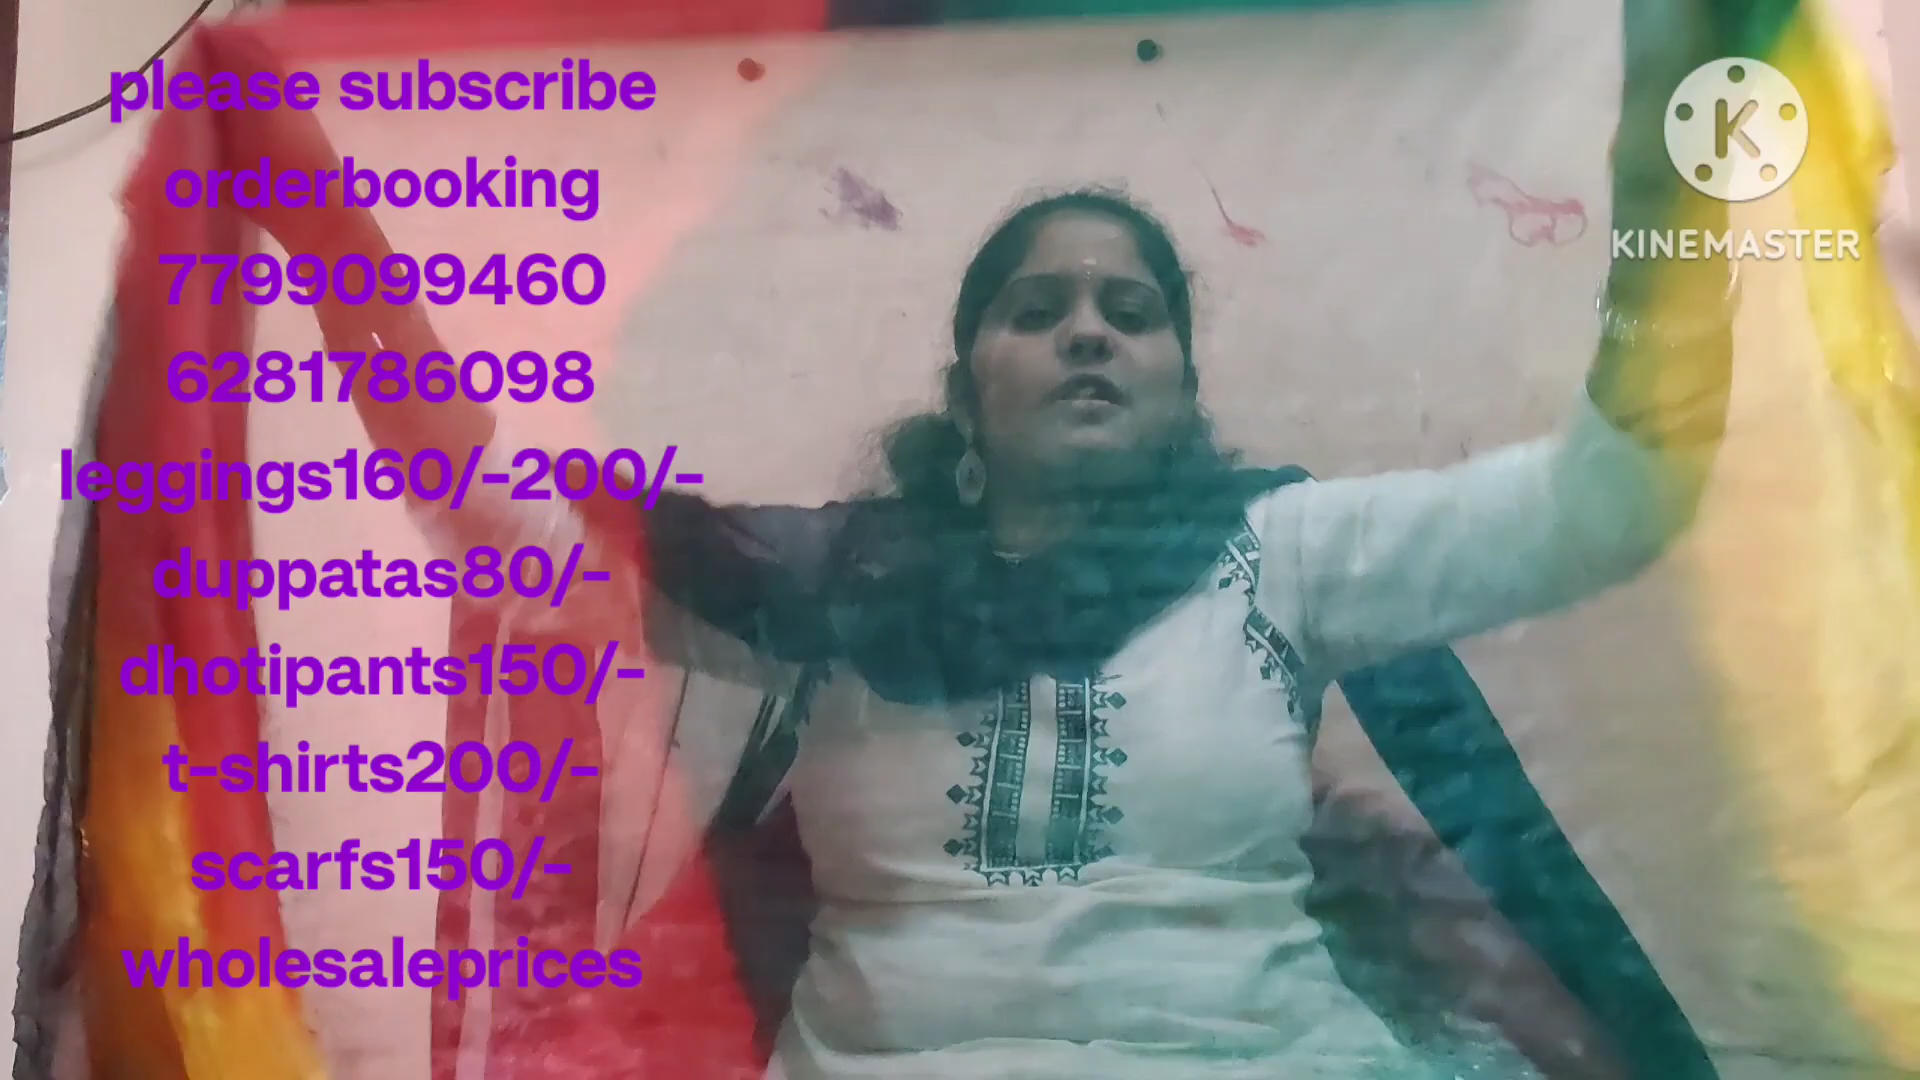 please subscribe
orderbooking
7799099460
6281786098
leggings160/-200/-
duppatas80/-
dhotipants150/-
t-shirts200/-
scarfs150/-
wholesaleprices
K
KINEMASTER